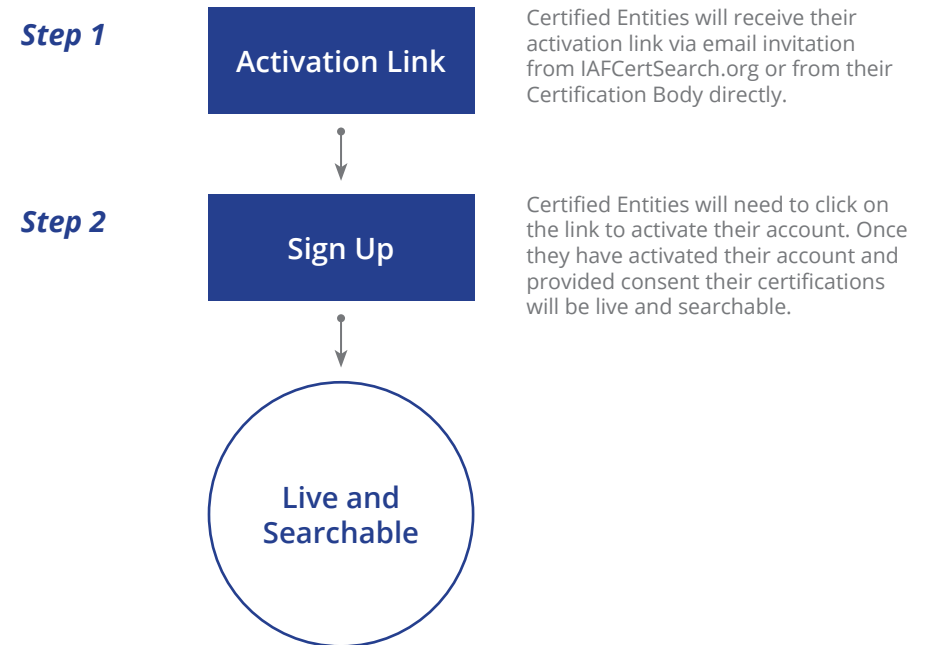 Step 1
Activation Link
Certified Entities will receive their
activation link via email invitation
from IAFCertSearch.org or from their
Certification Body directly.
Step 2
Sign Up
Certified Entities will need to click on
the link to activate their account. Once
they have activated their account and
provided consent their certifications
will be live and searchable.
Live and
Searchable